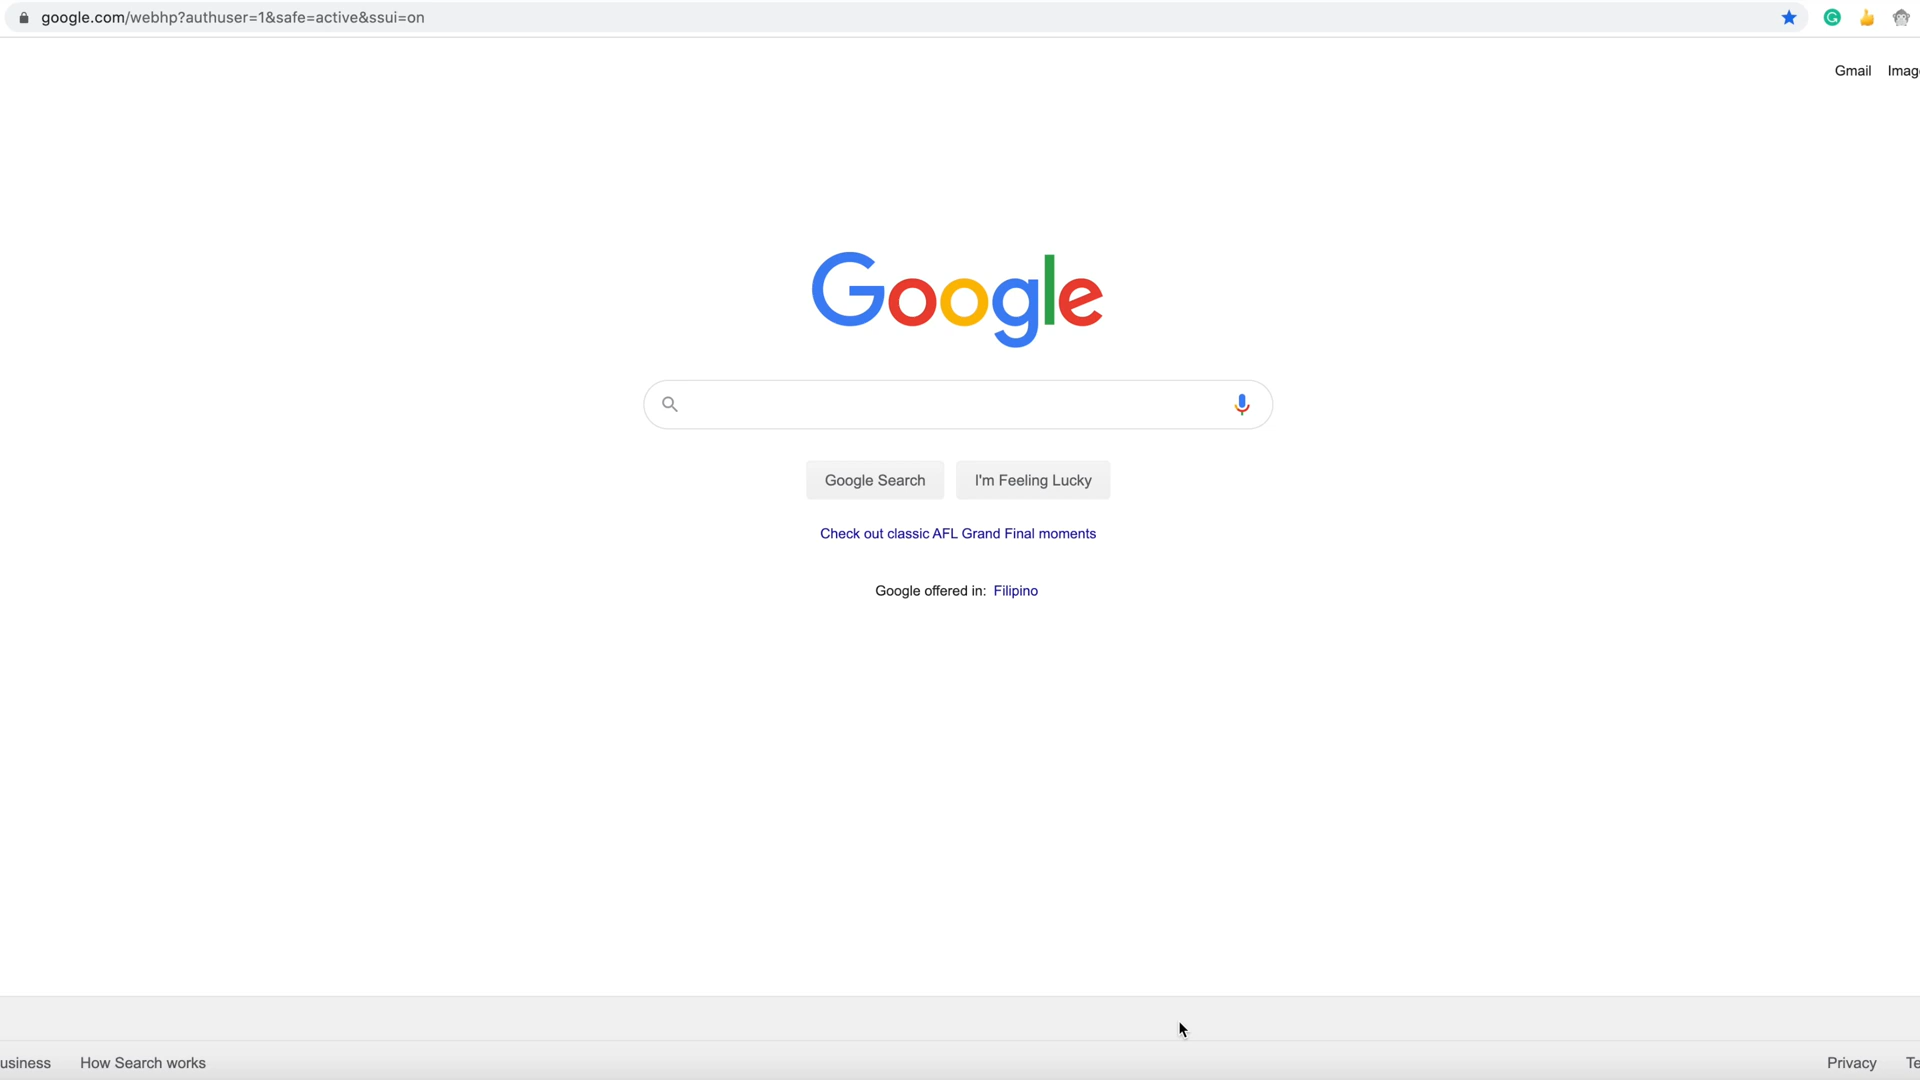 google.com/webhp?authuser=1&safe=active&ssui=on
Gmail Imag
Google
Google Search I'm Feeling Lucky
Check out classic AFL Grand Final moments
Google offered in: Filipino
usiness How Search works Privacy Te